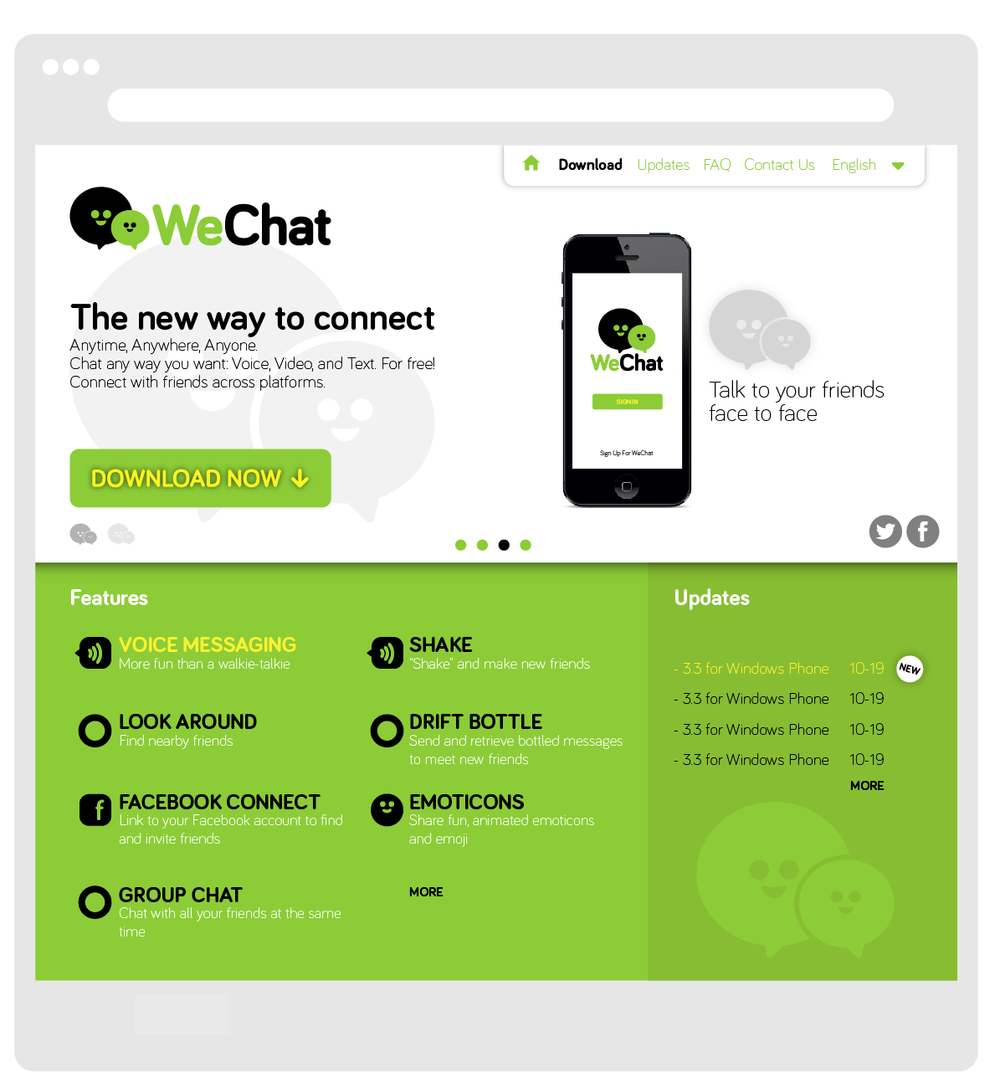 Download Updates FAQ Contact Us English
WeChat
The new way to connect
Anytime, Anywhere, Anyone.
Chat any way you want: Voice, Video, and Text. For free!
Connect with friends across platforms.
DOWNLOAD NOW
WeChat
SIGN IN
Sign Up For WeChat
Talk to your friends
face to face
Features
VOICE MESSAGING
More fun than a walkie-talkie
SHAKE
"Shake" and make new friends
LOOK AROUND
Find nearby friends
DRIFT BOTTLE
Send and retrieve bottled messages
to meet new friends
FACEBOOK CONNECT
Link to your Facebook account to find
and invite friends
EMOTICONS
Share fun, animated emoticons
and emoji
GROUP CHAT
Chat with all your friends at the same
time
MORE
Updates
- 3.3 for Windows Phone 10-19 NEW
- 3.3 for Windows Phone 10-19
- 3.3 for Windows Phone 10-19
- 3.3 for Windows Phone 10-19
MORE